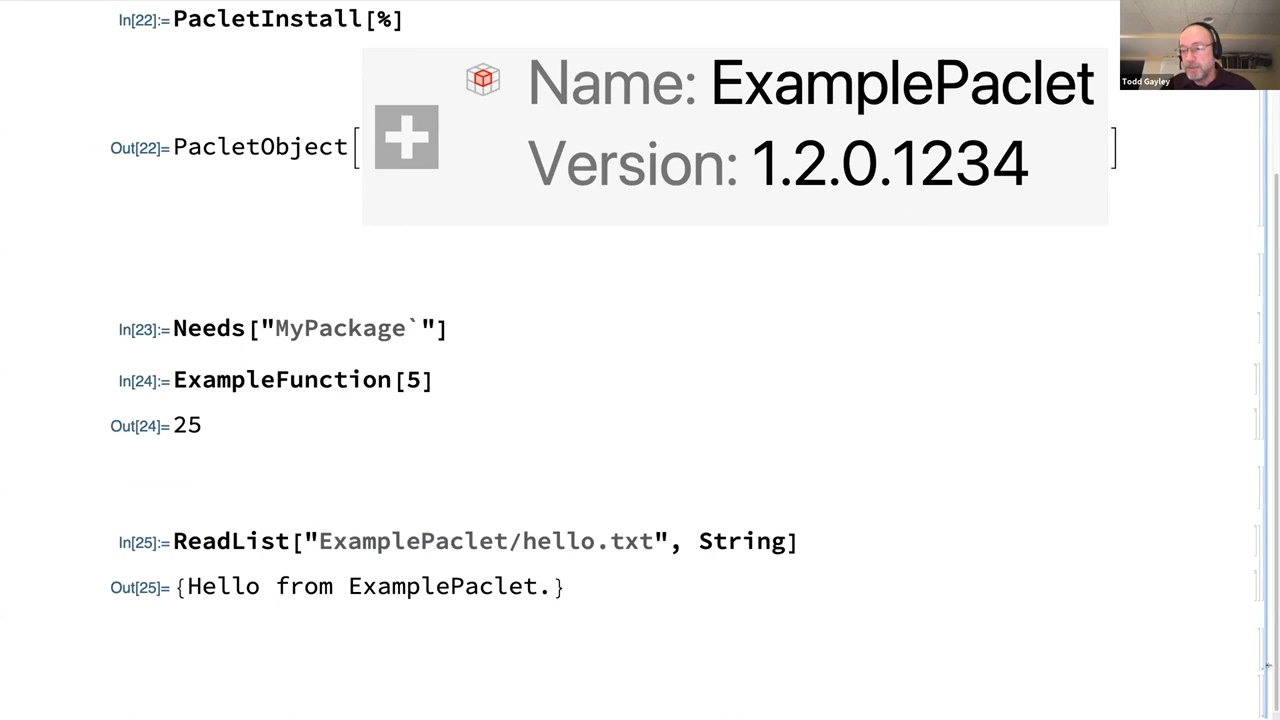 In[22]:= PacletInstall[%]
Todd Gayley
Name: ExamplePaclet
Out[22]= PacletObject[ ]
Version: 1.2.0.1234
In[23]:= Needs["MyPackage`"]
In[24]:= ExampleFunction[5]
Out[24]= 25
In[25]:= ReadList["ExamplePaclet/hello.txt", String]
Out[25]= {Hello from ExamplePaclet.}